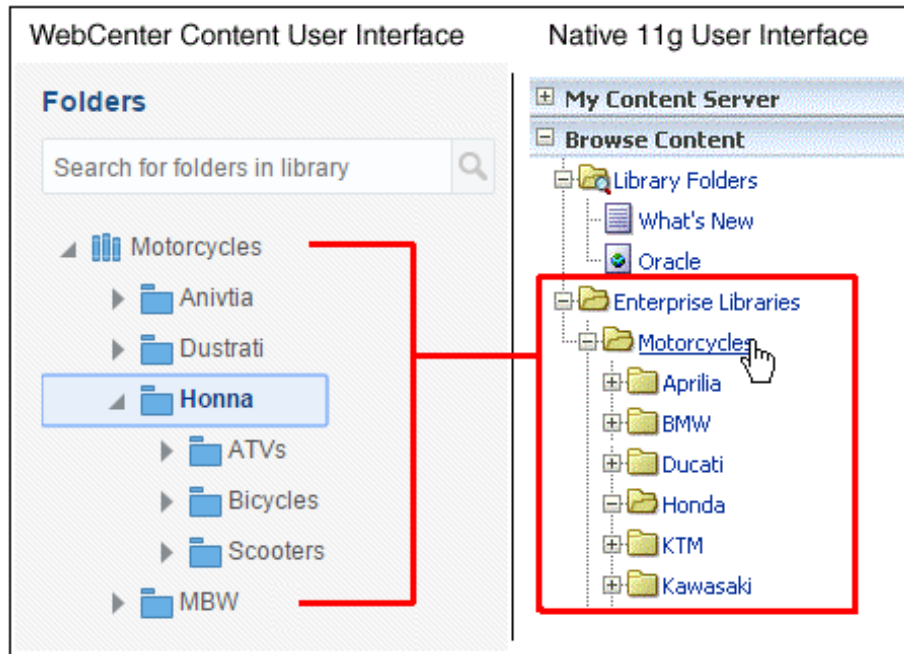 WebCenter Content User Interface
Folders
Search for folders in library
Motorcycles
Anivtia
Dustrati
Honna
ATVs
Bicycles
Scooters
MBW
Native 11g User Interface
My Content Server
Browse Content
Library Folders
What's New
Oracle
Enterprise Libraries
Motorcycles
Aprilia
BMW
Ducati
Honda
KTM
Kawasaki